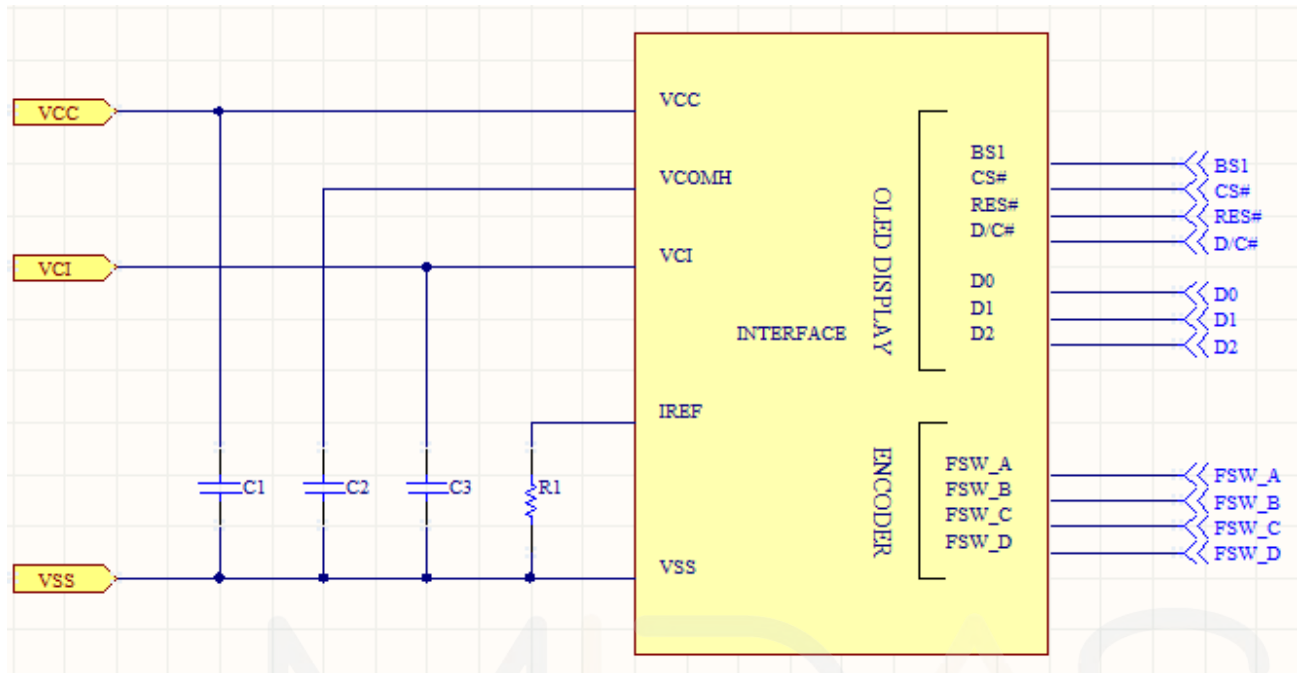 VCC
VCI
VSS
C1
C2
C3
R1
VCC
VCOMH
VCI
INTERFACE
IREF
VSS
OLED DISPLAY
BS1
CS#
RES#
D/C#
D0
D1
D2
ENCODER
FSW_A
FSW_B
FSW_C
FSW_D
BS1
CS#
RES#
D/C#
D0
D1
D2
FSW_A
FSW_B
FSW_C
FSW_D